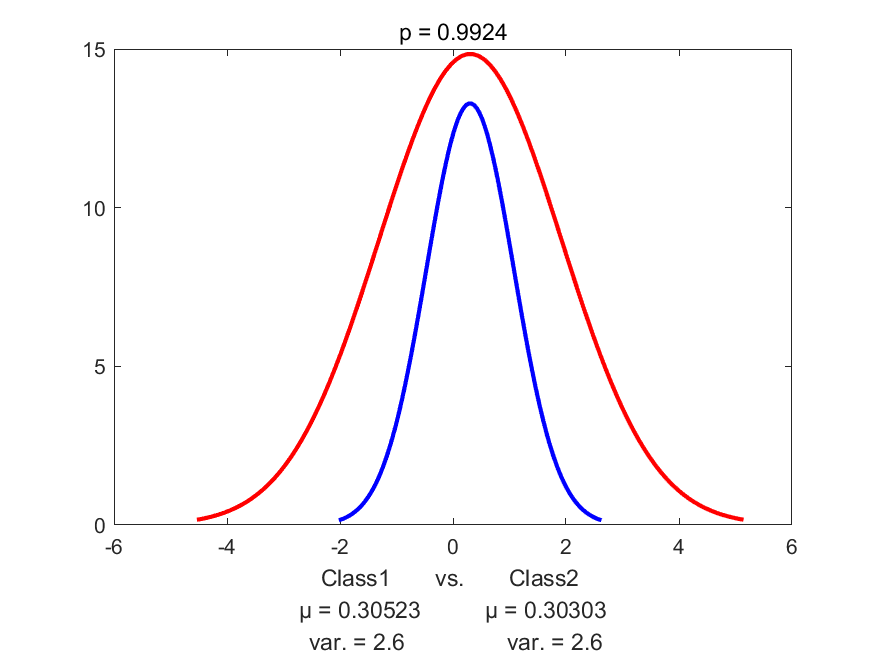 p = 0.9924
15
10
5
0
-6 -4 -2 0 2 4 6
Class1 vs. Class2
μ = 0.30523 μ = 0.30303
var. = 2.6 var. = 2.6